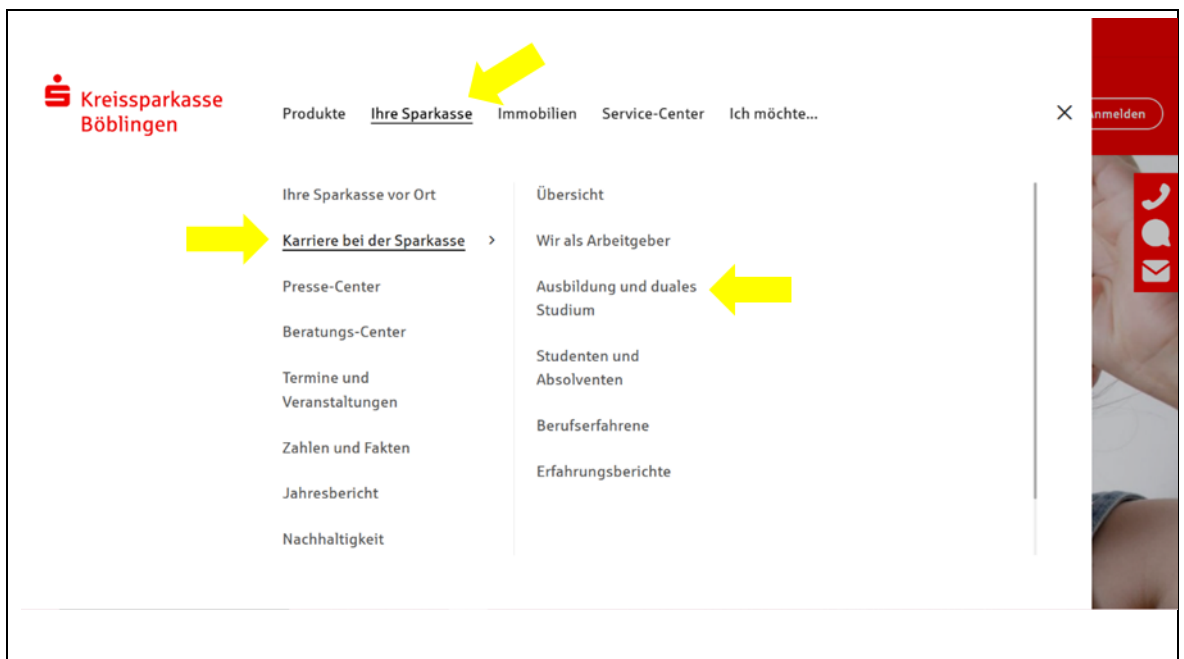 Kreissparkasse
Böblingen
Produkte Ihre Sparkasse Immobilien Service-Center Ich möchte...
Anmelden
Ihre Sparkasse vor Ort
Karriere bei der Sparkasse
Presse-Center
Beratungs-Center
Termine und
Veranstaltungen
Zahlen und Fakten
Jahresbericht
Nachhaltigkeit
Übersicht
Wir als Arbeitgeber
Ausbildung und duales
Studium
Studenten und
Absolventen
Berufserfahrene
Erfahrungsberichte